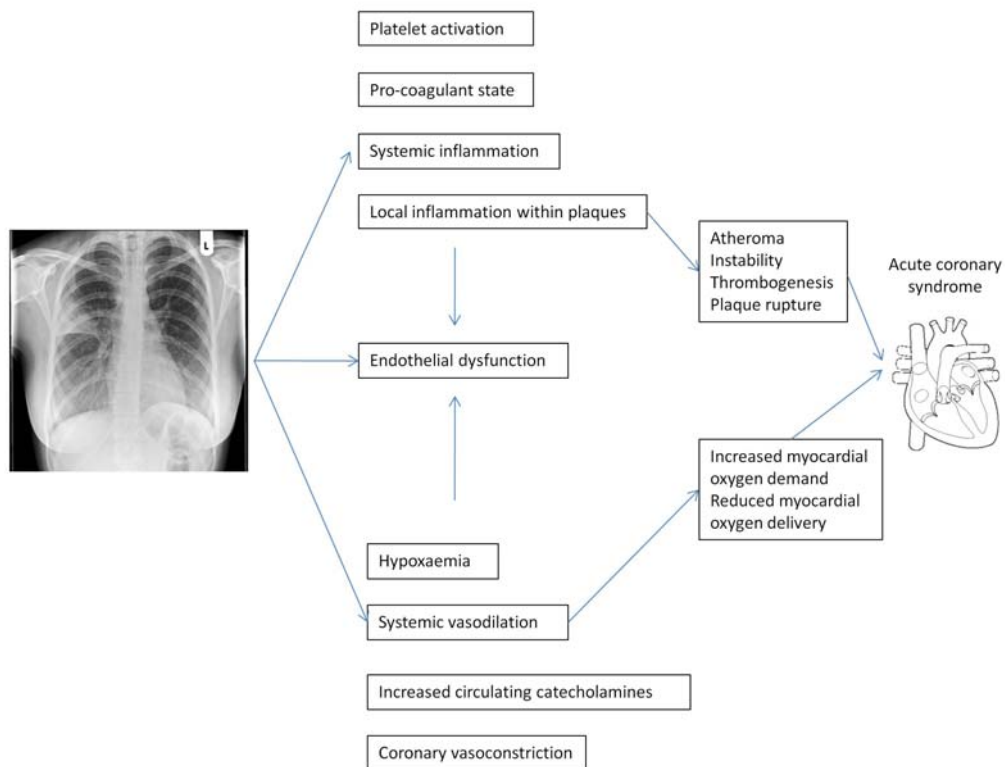 Platelet activation
Pro-coagulant state
Systemic inflammation
Local inflammation within plaques
L
Atheroma
Instability
Thrombogenesis
Plaque rupture
Acute coronary
syndrome
Endothelial dysfunction
Increased myocardial
oxygen demand
Reduced myocardial
oxygen delivery
Hypoxaemia
Systemic vasodilation
Increased circulating catecholamines
Coronary vasoconstriction